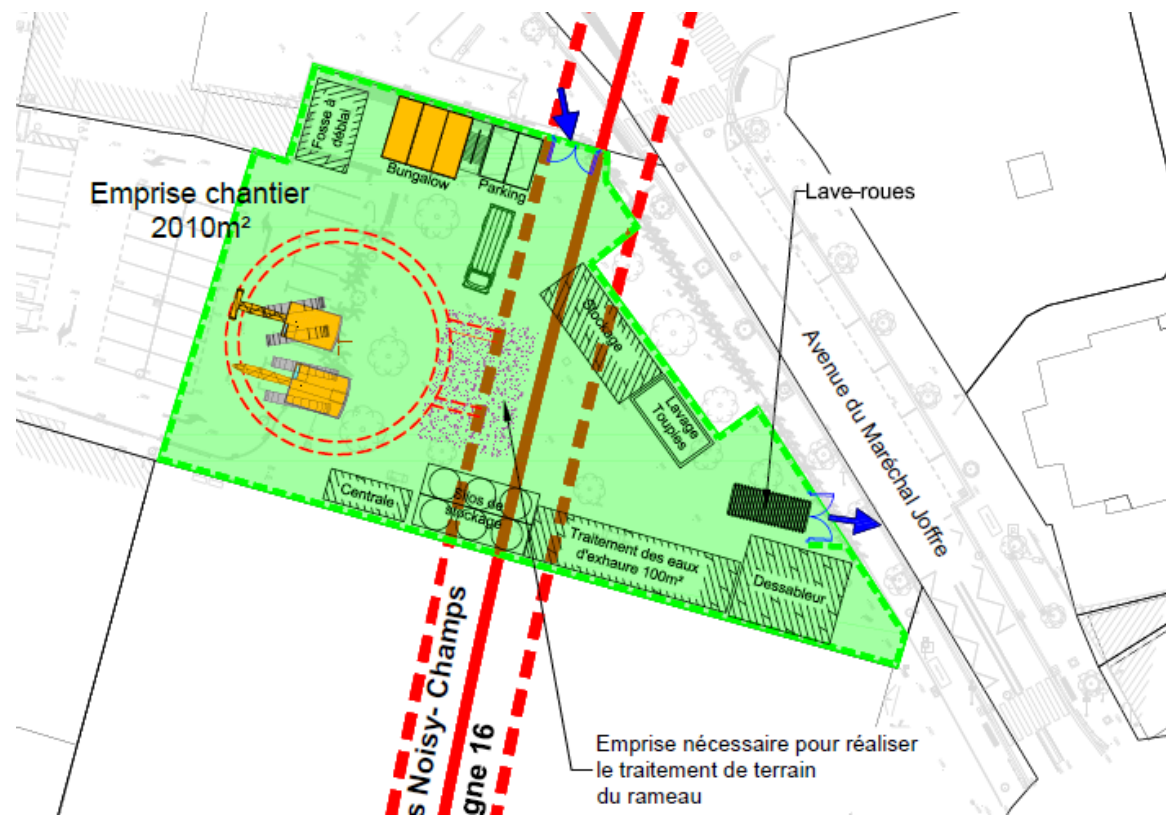 Fosse à
déblai
Bungalow
Parking
Emprise chantier
2010m²
Lave-roues
Stockage
Lavage
Toupies
Avenue du Maréchal Joffre
Centrale
Silos de
stockage
Traitement des eaux
d'exhaure 100m²
Dessableur
s Noisy- Champs
gne 16
Emprise nécessaire pour réaliser
le traitement de terrain
du rameau